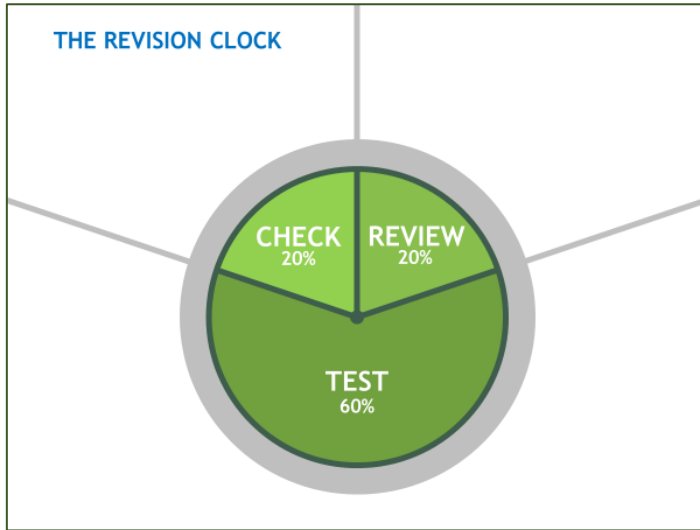 THE REVISION CLOCK
CHECK
20%
REVIEW
20%
TEST
60%